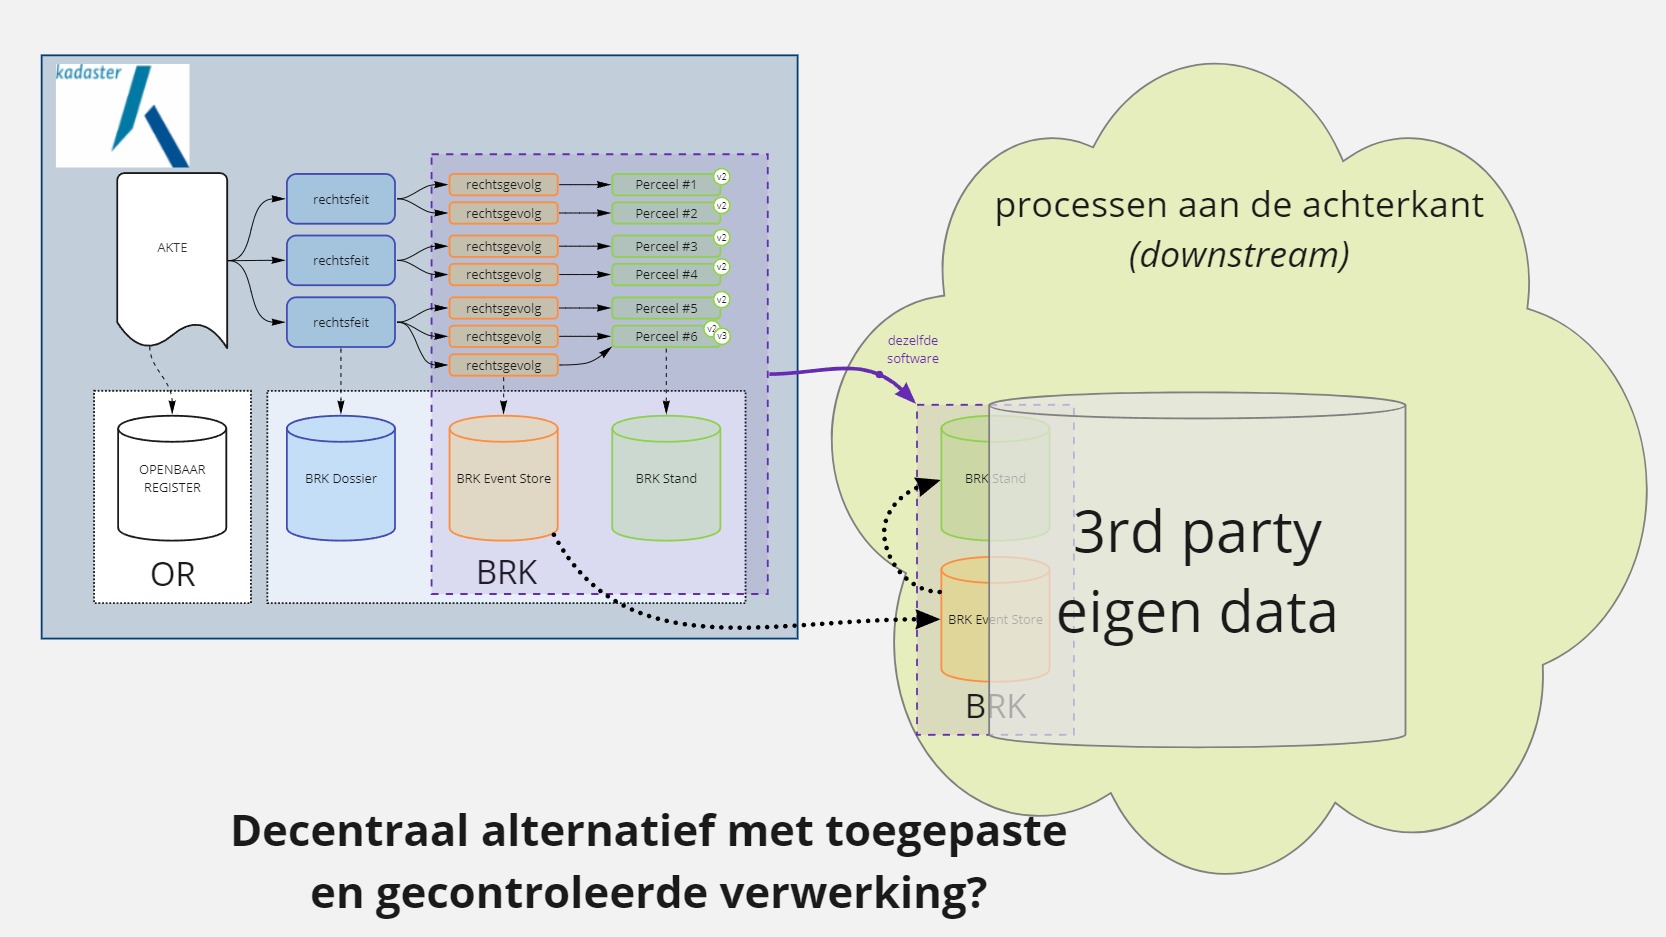 kadaster
AKTE
rechtsfeit
rechtsfeit
rechtsfeit
rechtsgevolg
rechtsgevolg
rechtsgevolg
rechtsgevolg
rechtsgevolg
rechtsgevolg
rechtsgevolg
Perceel #1
v2
Perceel #2
v2
Perceel #3
v2
Perceel #4
v2
Perceel #5
v2
Perceel #6
v2
v3
OPENBAAR
REGISTER
OR
BRK Dossier
BRK Event Store
BRK Stand
BRK
dezelfde
software
processen aan de achterkant
(downstream)
BRK Stand
BRK Event Store
BRK
3rd party
eigen data
Decentraal alternatief met toegepaste
en gecontroleerde verwerking?